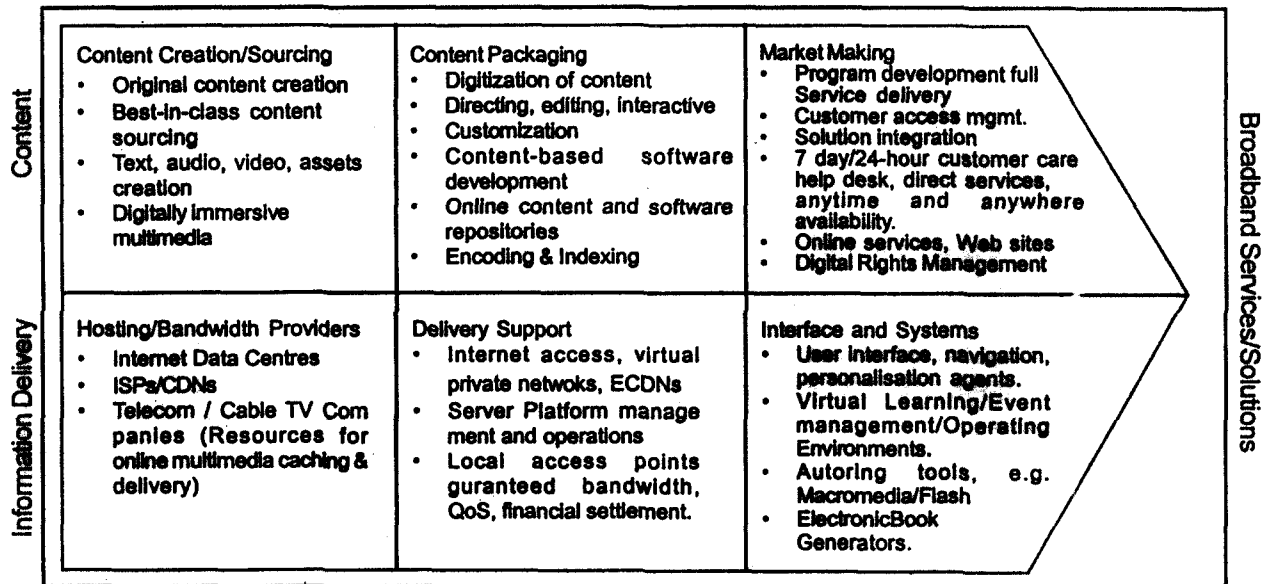 Content
Content Creation/Sourcing
• Original content creation
• Best-in-class content
sourcing
• Text, audio, video, assets
creation
• Digitally immersive
multimedia
Content Packaging
• Digitization of content
• Directing, editing, interactive
• Customization
• Content-based software
development
• Online content and software
repositories
• Encoding & Indexing
Market Making
• Program development full
Service delivery
• Customer access mgmt.
• Solution integration
• 7 day/24-hour customer care
help desk, direct services,
anytime and anywhere
availability.
• Online services, Web sites
• Digital Rights Management
Information Delivery
Hosting/Bandwidth Providers
• Internet Data Centres
• ISPs/CDNs
• Telecom / Cable TV Com
panies (Resources for
online multimedia caching &
delivery)
Delivery Support
• Internet access, virtual
private netwoks, ECDNs
• Server Platform manage
ment and operations
• Local access points
guranteed bandwidth,
QoS, financial settlement.
Interface and Systems
• User interface, navigation,
personalisation agents.
• Virtual Learning/Event
management/Operating
Environments.
• Autoring tools, e.g.
Macromedia/Flash
• ElectronicBook
Generators.
Broadband Services/Solutions